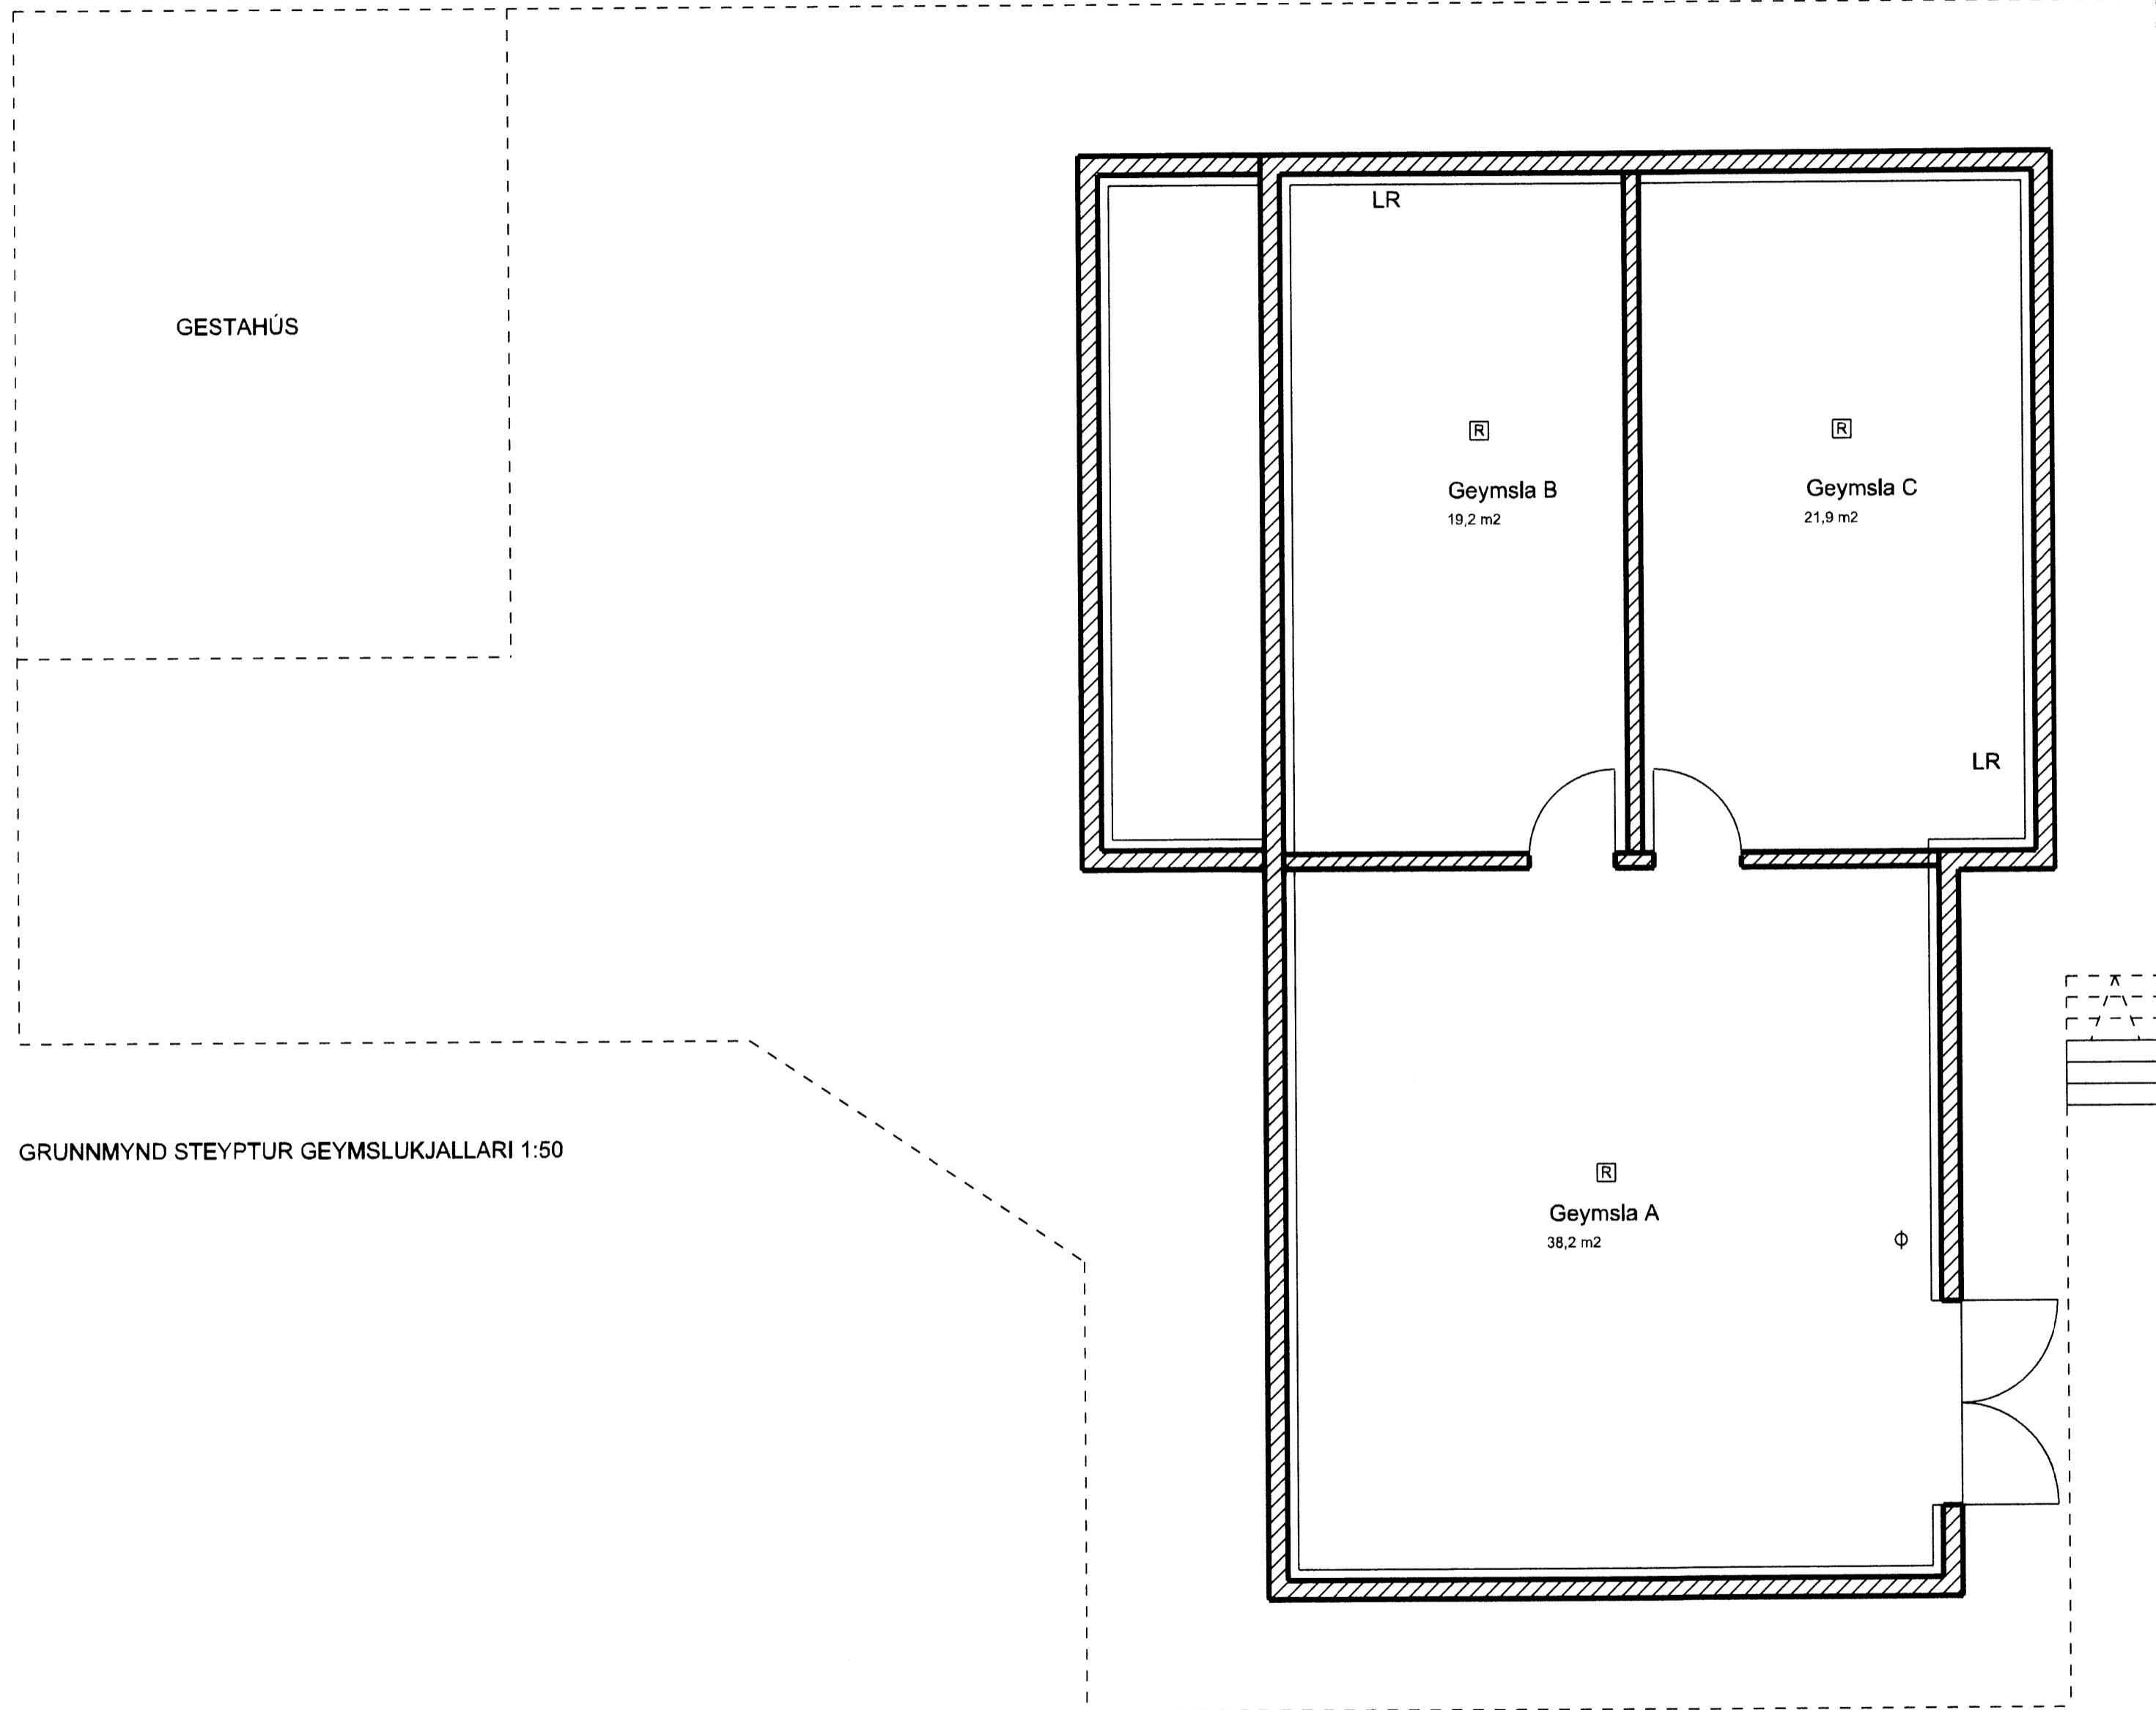 LR
GESTAHÚS
R
R
Geymsla B
19,2 m2
Geymsla C
21,9 m2
LR
GRUNNMYND STEYPTUR GEYMSLUKJALLARI 1:50
R
Geymsla A
38,2 m2